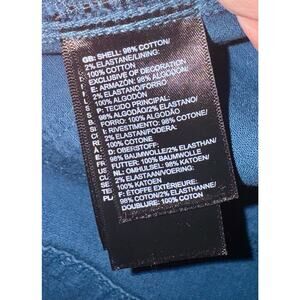 GB: SHELL: 98% COTTON/
2% ELASTANE/LINING:
100% COTTON
EXCLUSIVE OF DECORATION
E: ARMAZÓN: 98% ALGODÓN/
2% ELASTANO/FORRO:
100% ALGODÓN
P: TECIDO PRINCIPAL:
98% ALGODÃO/2% ELASTANO/
FORRO: 100% ALGODÃO
I: RIVESTIMENTO: 98% COTONE/
2% ELASTAN/FODERA:
100% COTONE
D: OBERSTOFF:
98% BAUMWOLLE/2% ELASTHAN/
FUTTER: 100% BAUMWOLLE
NL: OMHULSEL: 98% KATOEN/
2% ELASTAAN/VOERING:
100% KATOEN
F: ÉTOFFE EXTÉRIEURE:
98% COTON/2% ÉLASTHANNE/
DOUBLURE: 100% COTON